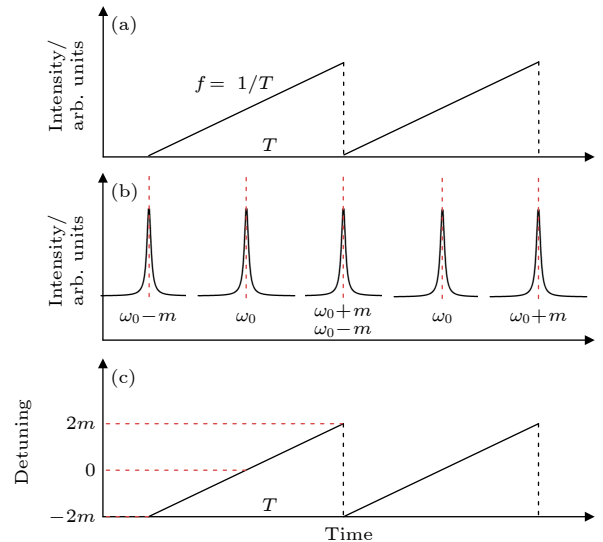 (a)
Intensity/
arb. units
f = 1/T
T
(b)
Intensity/
arb. units
ω₀−m
ω₀
ω₀+m
ω₀−m
ω₀
ω₀+m
(c)
Detuning
2m
0
−2m
T
Time